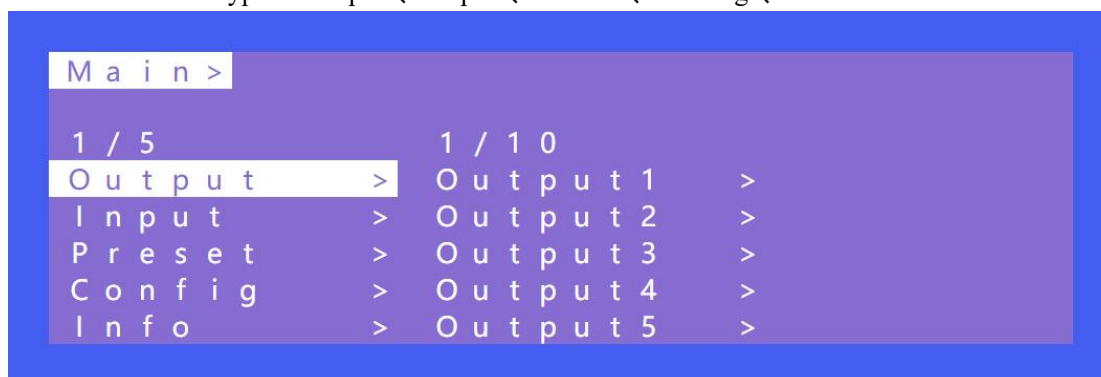 Main>
1/5 1/10
Output > Output1 >
Input > Output2 >
Preset > Output3 >
Config > Output4 >
Info > Output5 >